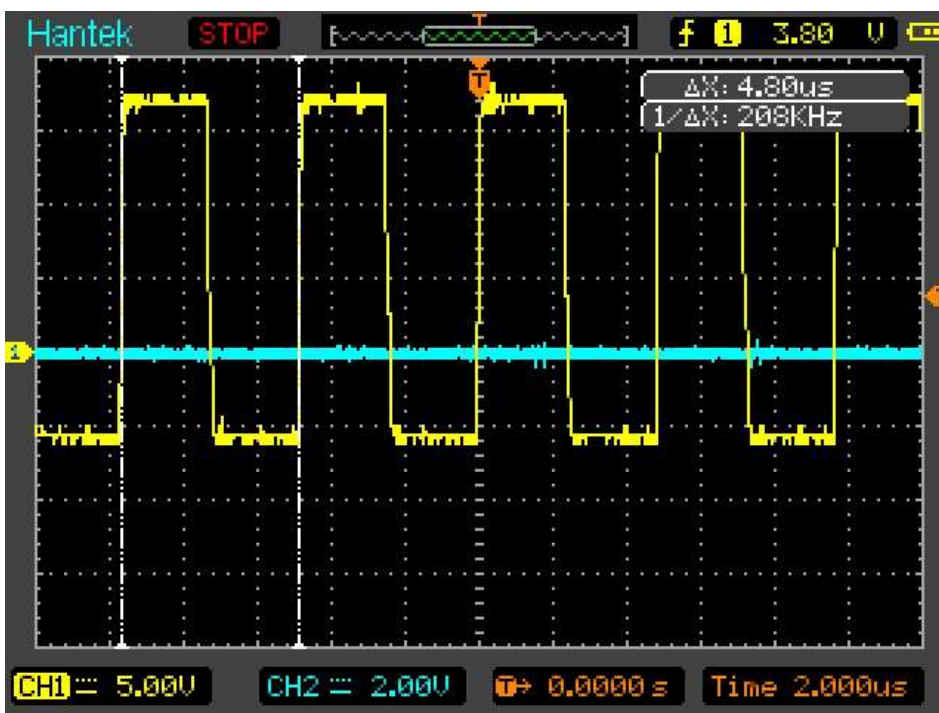 Hantek STOP T f 1 3.80 V
T
ΔX: 4.80us
1/ΔX: 208KHz
1
CH1 5.00V CH2 2.00V T→ 0.0000 s Time 2.000us